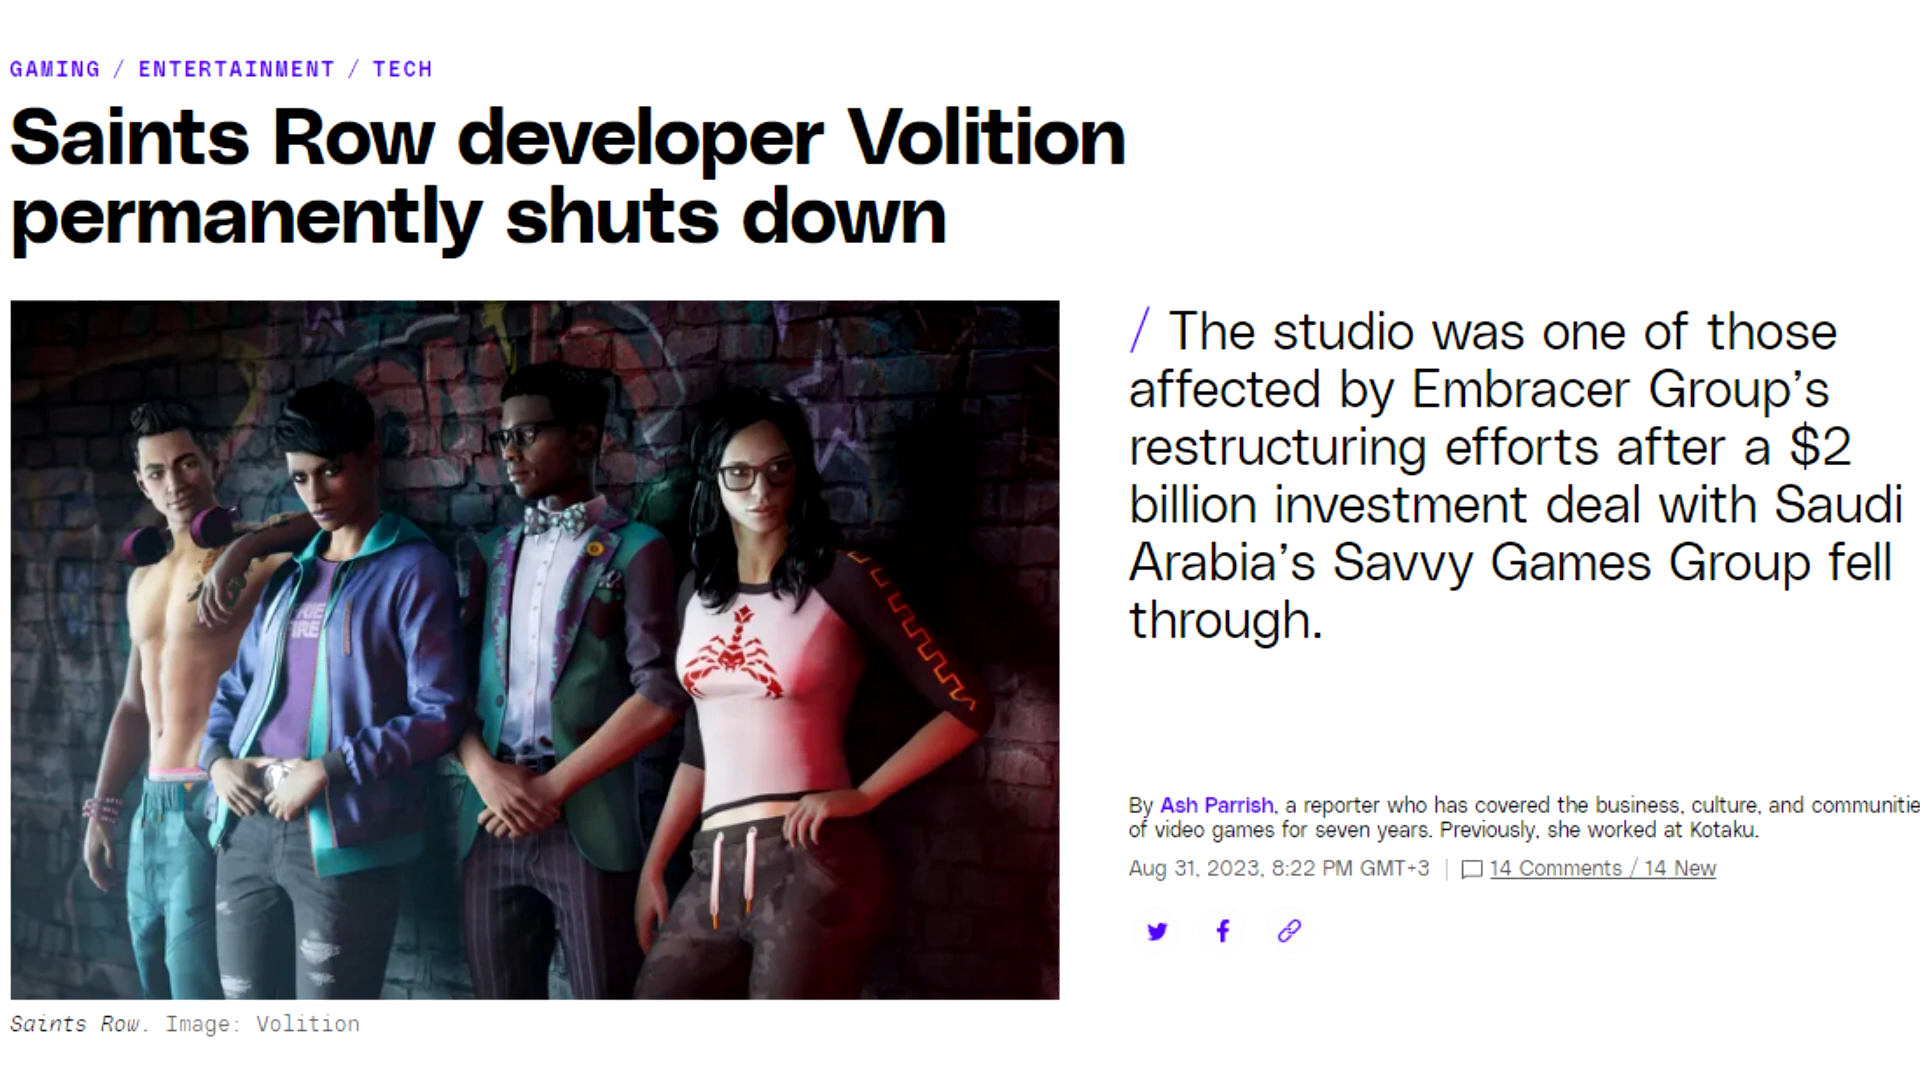 GAMING / ENTERTAINMENT / TECH
Saints Row developer Volition
permanently shuts down
/ The studio was one of those
affected by Embracer Group’s
restructuring efforts after a $2
billion investment deal with Saudi
Arabia’s Savvy Games Group fell
through.
By Ash Parrish, a reporter who has covered the business, culture, and communitie
of video games for seven years. Previously, she worked at Kotaku.
Aug 31, 2023, 8:22 PM GMT+3 | 14 Comments / 14 New
Saints Row. Image: Volition